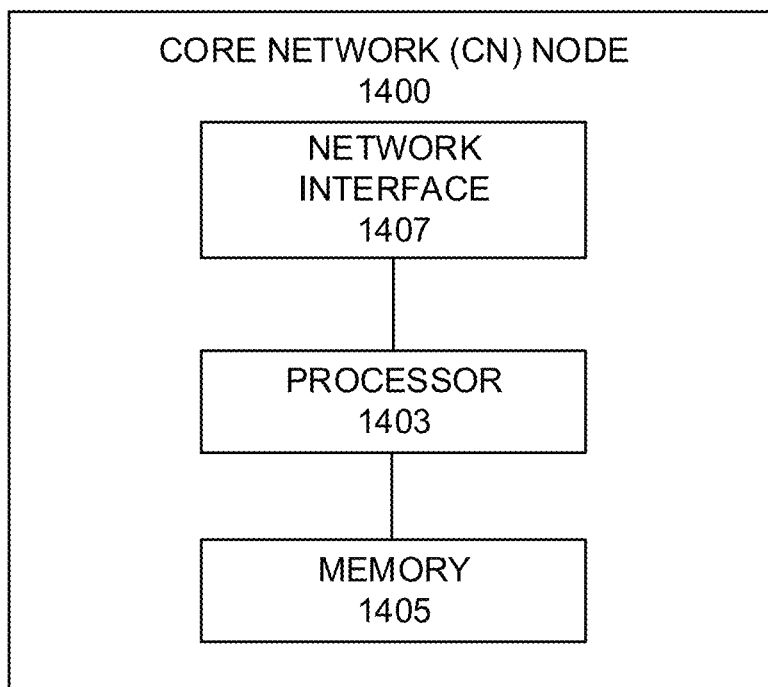 CORE NETWORK (CN) NODE
1400
NETWORK
INTERFACE
1407
PROCESSOR
1403
MEMORY
1405